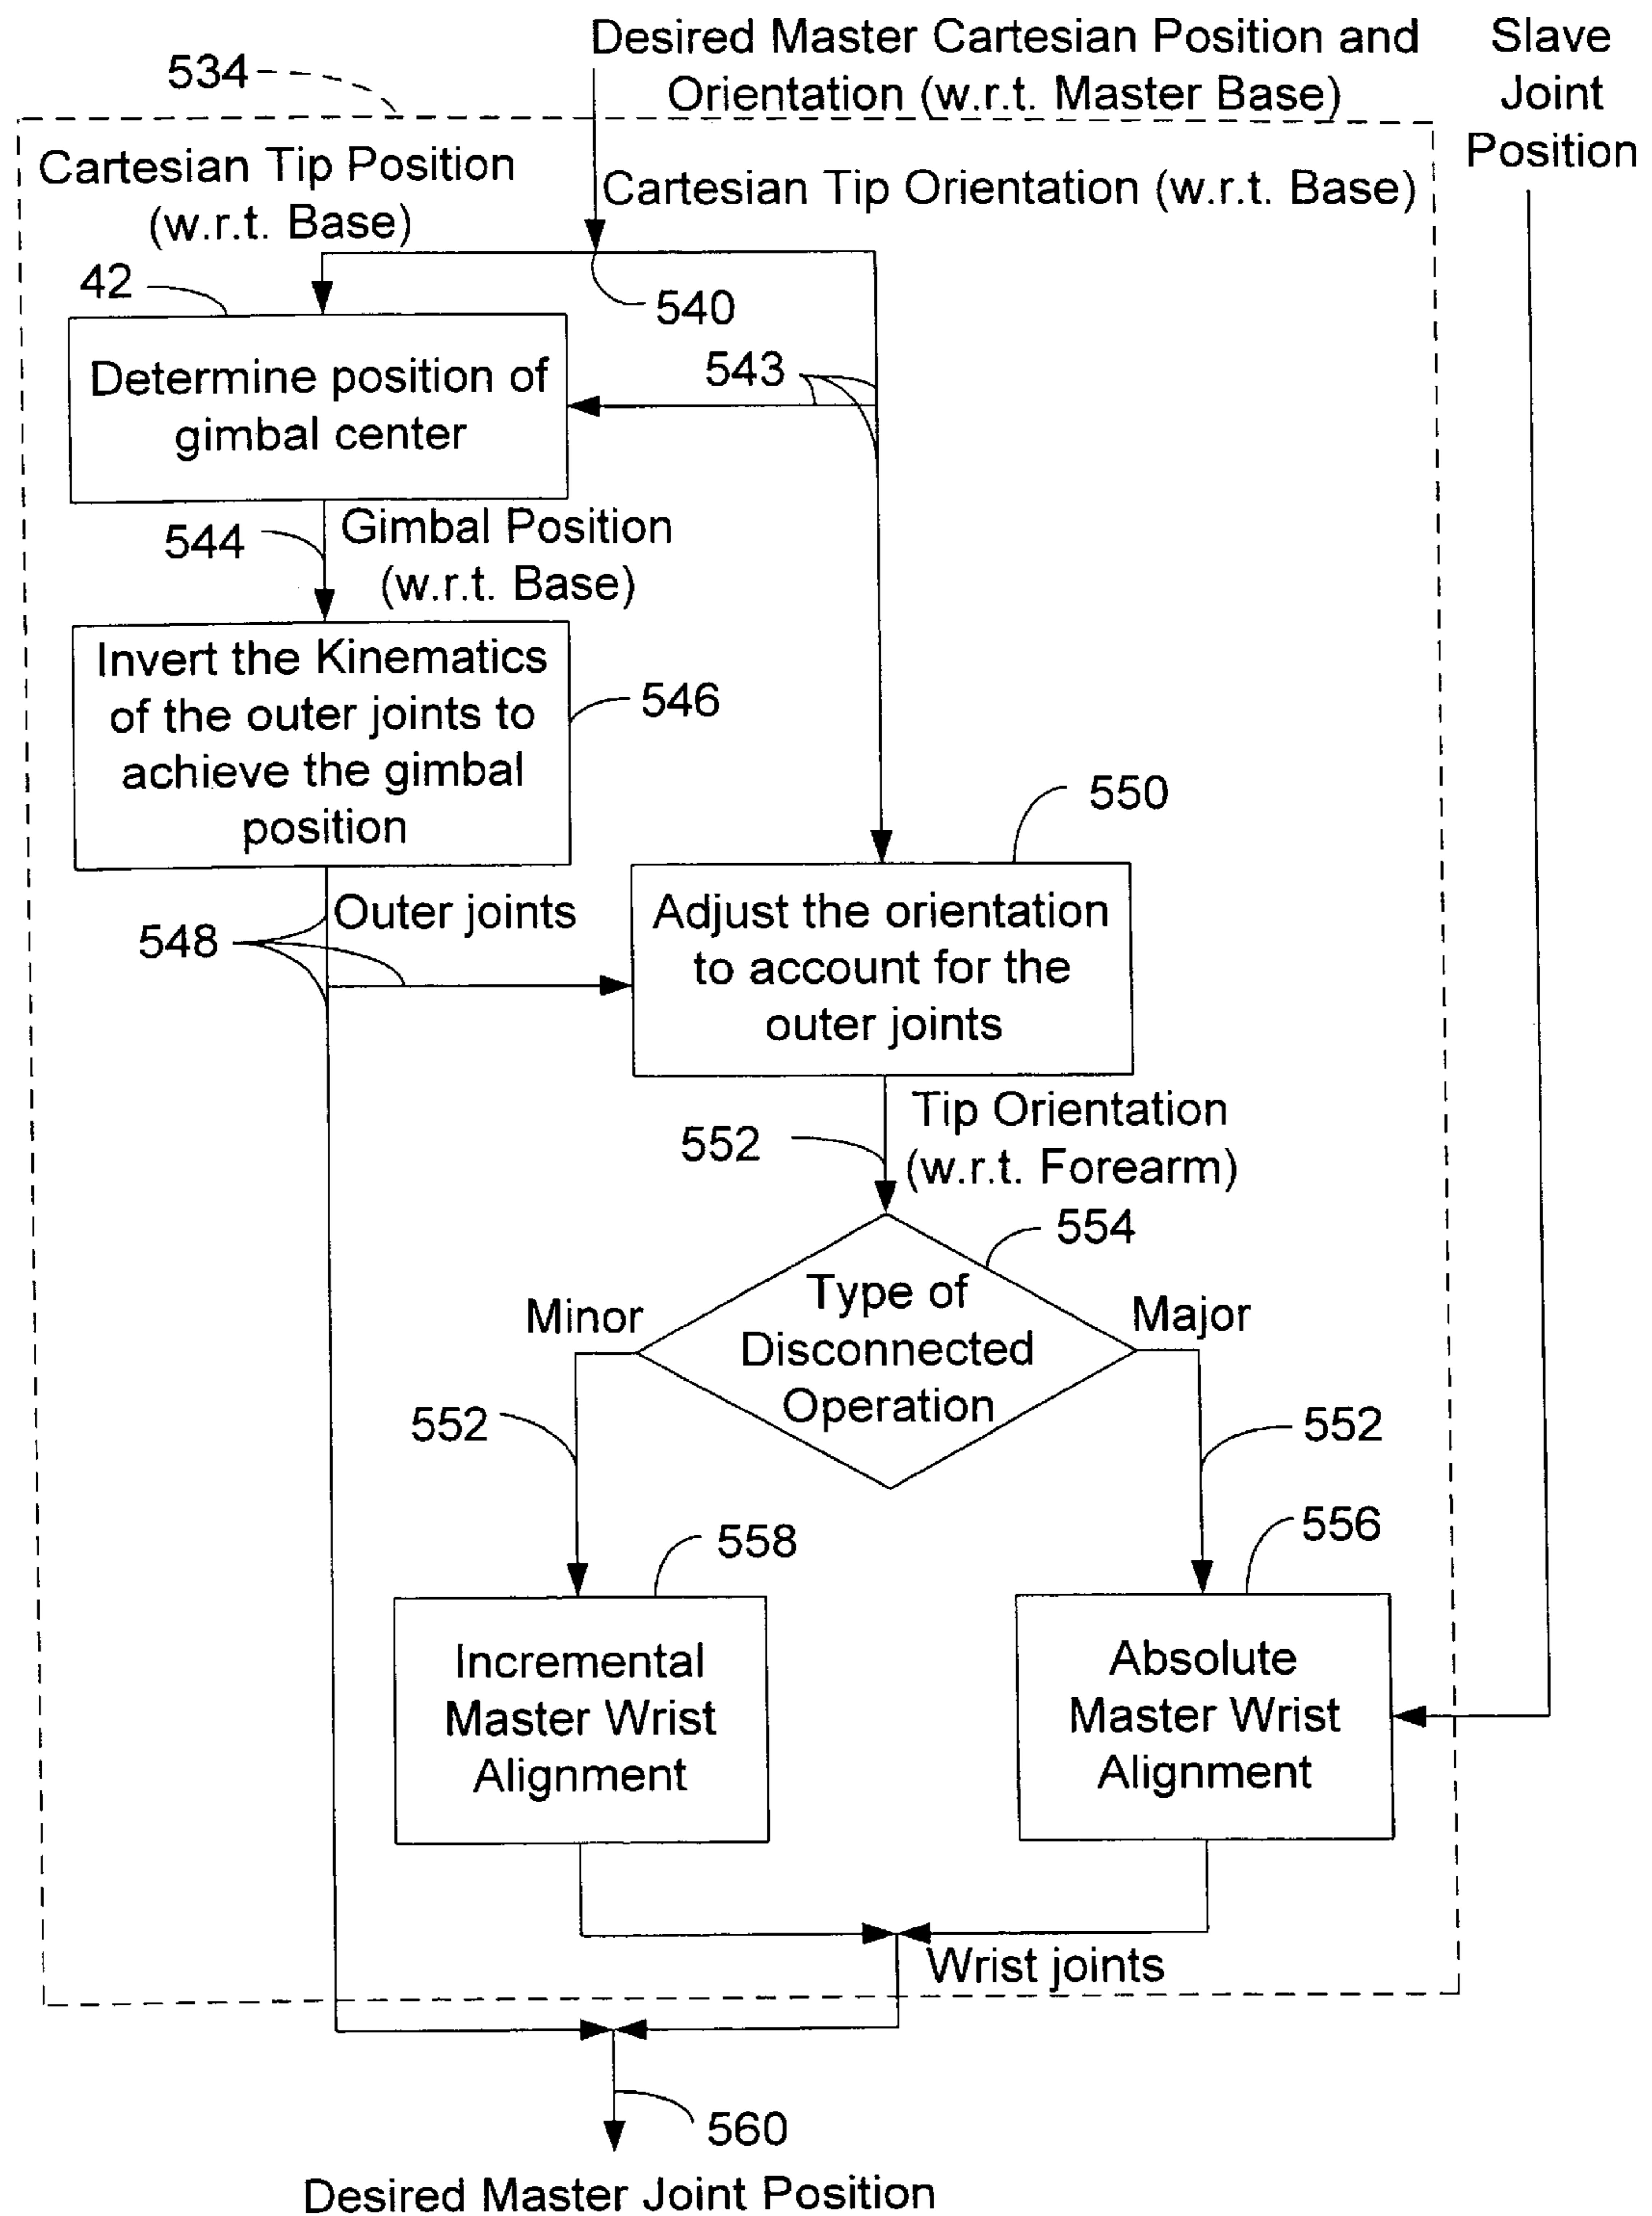 Desired Master Cartesian Position and
Orientation (w.r.t. Master Base)
Slave
Joint
Position
534
Cartesian Tip Position
(w.r.t. Base)
Cartesian Tip Orientation (w.r.t. Base)
42
540
Determine position of
gimbal center
543
544
Gimbal Position
(w.r.t. Base)
Invert the Kinematics
of the outer joints to
achieve the gimbal
position
546
550
548
Outer joints
Adjust the orientation
to account for the
outer joints
552
Tip Orientation
(w.r.t. Forearm)
554
Minor
Type of
Disconnected
Operation
Major
552
552
558
556
Incremental
Master Wrist
Alignment
Absolute
Master Wrist
Alignment
Wrist joints
560
Desired Master Joint Position